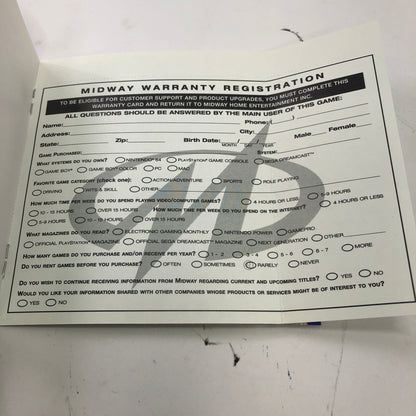 MIDWAY WARRANTY REGISTRATION
TO BE ELIGIBLE FOR CUSTOMER SUPPORT AND PRODUCT UPGRADES, YOU MUST COMPLETE THIS
WARRANTY CARD AND RETURN IT TO MIDWAY HOME ENTERTAINMENT INC.
ALL QUESTIONS SHOULD BE ANSWERED BY THE MAIN USER OF THIS GAME:
Name: Phone: ( )
Address: City:
State: Zip: Birth Date: Male Female
MONTH DAY YEAR
GAME PURCHASED: SYSTEM:
WHAT SYSTEMS DO YOU OWN? NINTENDO® 64 PLAYSTATION® GAME CONSOLE SEGA DREAMCAST™
GAME BOY® GAME BOY® COLOR PC MAC
FAVORITE GAME CATEGORY (check one): ACTION/ADVENTURE SPORTS ROLE PLAYING
DRIVING HITS & SKILL OTHER
HOW MUCH TIME PER WEEK DO YOU SPEND PLAYING VIDEO/COMPUTER GAMES? 4 HOURS OR LESS 5-9 HOURS
10 - 15 HOURS OVER 15 HOURS HOW MUCH TIME PER WEEK DO YOU SPEND ON THE INTERNET? 4 HOURS OR LESS
5-9 HOURS 10 - 15 HOURS OVER 15 HOURS
WHAT MAGAZINES DO YOU READ? ELECTRONIC GAMING MONTHLY NINTENDO POWER GAMEPRO
OFFICIAL PLAYSTATION® MAGAZINE OFFICIAL SEGA DREAMCAST™ MAGAZINE NEXT GENERATION OTHER
HOW MANY GAMES DO YOU PURCHASE AND/OR RECEIVE PER YEAR? 1 - 2 3 - 4 5 - 6 6 - 7 MORE
DO YOU RENT GAMES BEFORE YOU PURCHASE? OFTEN SOMETIMES RARELY NEVER
DO YOU WISH TO CONTINUE RECEIVING INFORMATION FROM MIDWAY REGARDING CURRENT AND UPCOMING TITLES? YES NO
WOULD YOU LIKE YOUR INFORMATION SHARED WITH OTHER COMPANIES WHOSE PRODUCTS OR SERVICES MIGHT BE OF INTEREST TO YOU?
YES NO